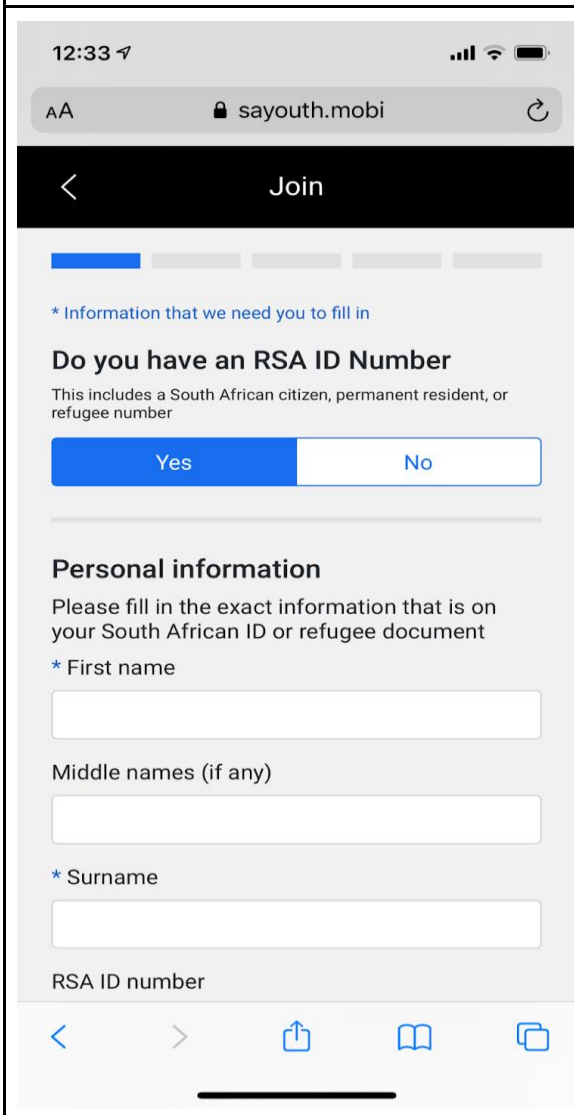 12:33
AA sayouth.mobi
Join
* Information that we need you to fill in
Do you have an RSA ID Number
This includes a South African citizen, permanent resident, or
refugee number
Yes No
Personal information
Please fill in the exact information that is on
your South African ID or refugee document
* First name
Middle names (if any)
* Surname
RSA ID number